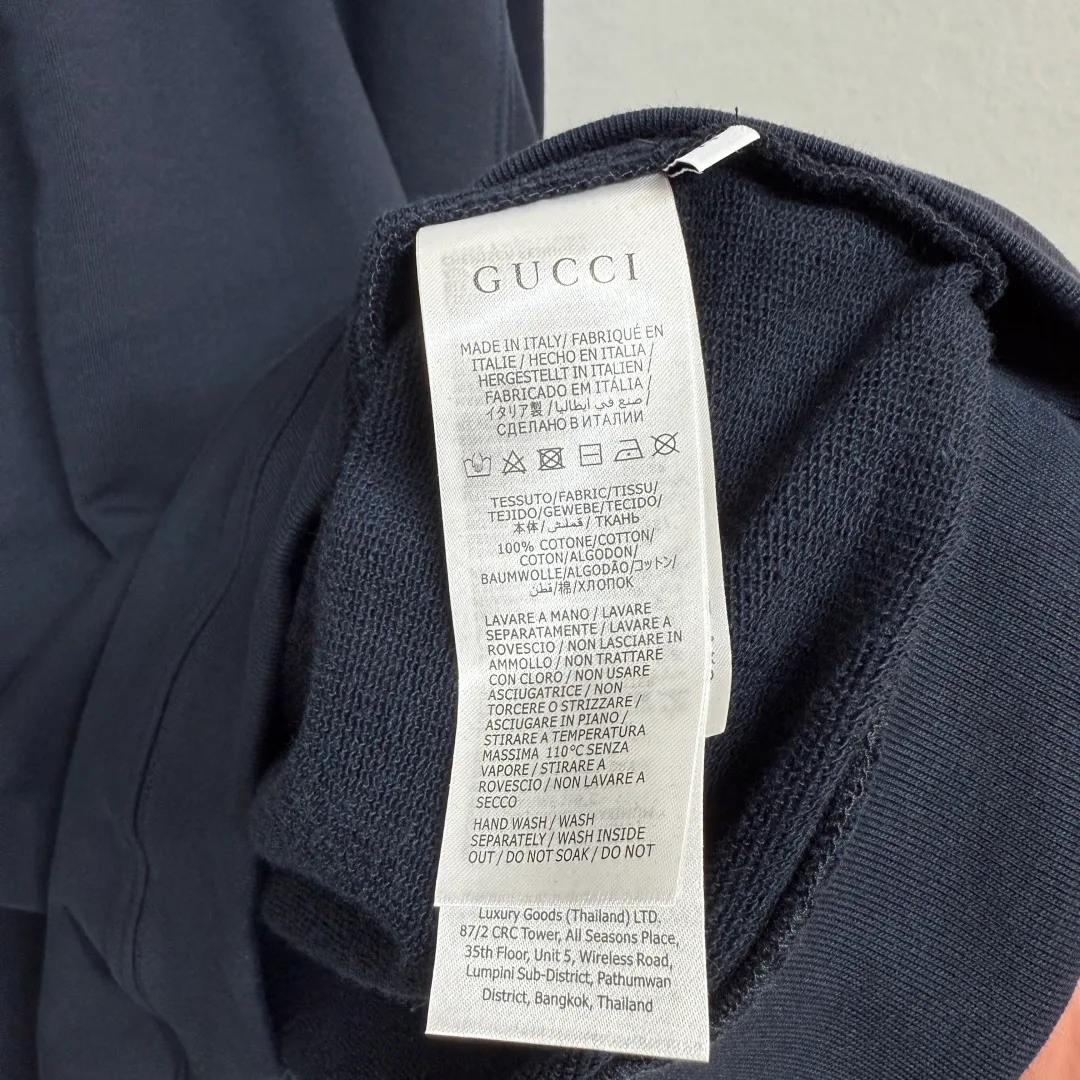 GUCCI
MADE IN ITALY/ FABRIQUÉ EN
ITALIE / HECHO EN ITALIA /
HERGESTELLT IN ITALIEN
FABRICADO EM ITÁLIA /
イタリア製 / صنع في ايطاليا /
СДЕЛАНО В ИТАЛИИ
TESSUTO/FABRIC/TISSU/
TEJIDO/GEWEBE/TECIDO/
本体/قماش/ ТКАНЬ
100% COTONE/COTTON/
COTON/ALGODON/
BAUMWOLLE/ALGODÃO/コットン/
قطن/棉/ХЛОПОК
LAVARE A MANO / LAVARE
SEPARATAMENTE / LAVARE A
ROVESCIO / NON LASCIARE IN
AMMOLLO / NON TRATTARE
CON CLORO / NON USARE
ASCIUGATRICE / NON
TORCERE O STRIZZARE /
ASCIUGARE IN PIANO /
STIRARE A TEMPERATURA
MASSIMA 110°C SENZA
VAPORE / STIRARE A
ROVESCIO / NON LAVARE A
SECCO
HAND WASH / WASH
SEPARATELY / WASH INSIDE
OUT / DO NOT SOAK / DO NOT
Luxury Goods (Thailand) LTD.
87/2 CRC Tower, All Seasons Place,
35th Floor, Unit 5, Wireless Road,
Lumpini Sub-District, Pathumwan
District, Bangkok, Thailand